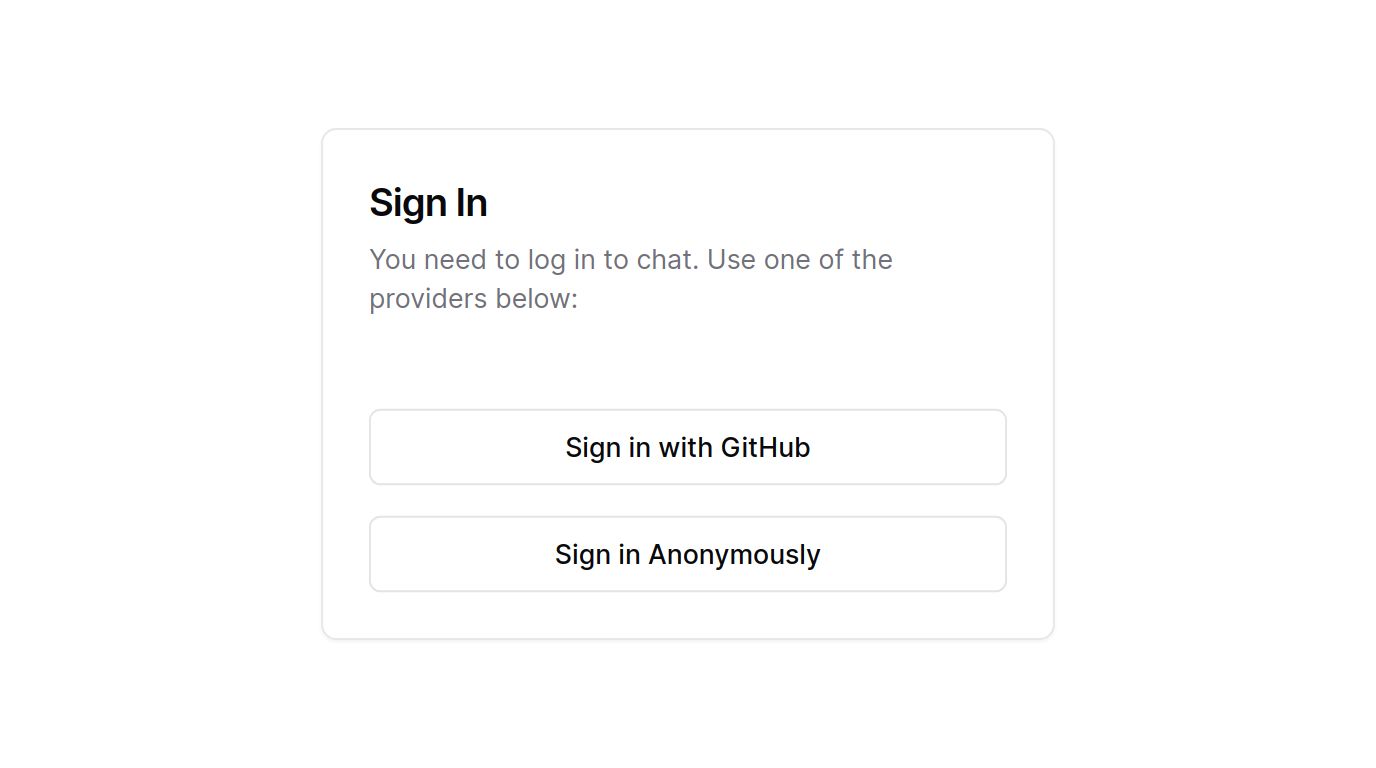 Sign In
You need to log in to chat. Use one of the
providers below:
Sign in with GitHub
Sign in Anonymously